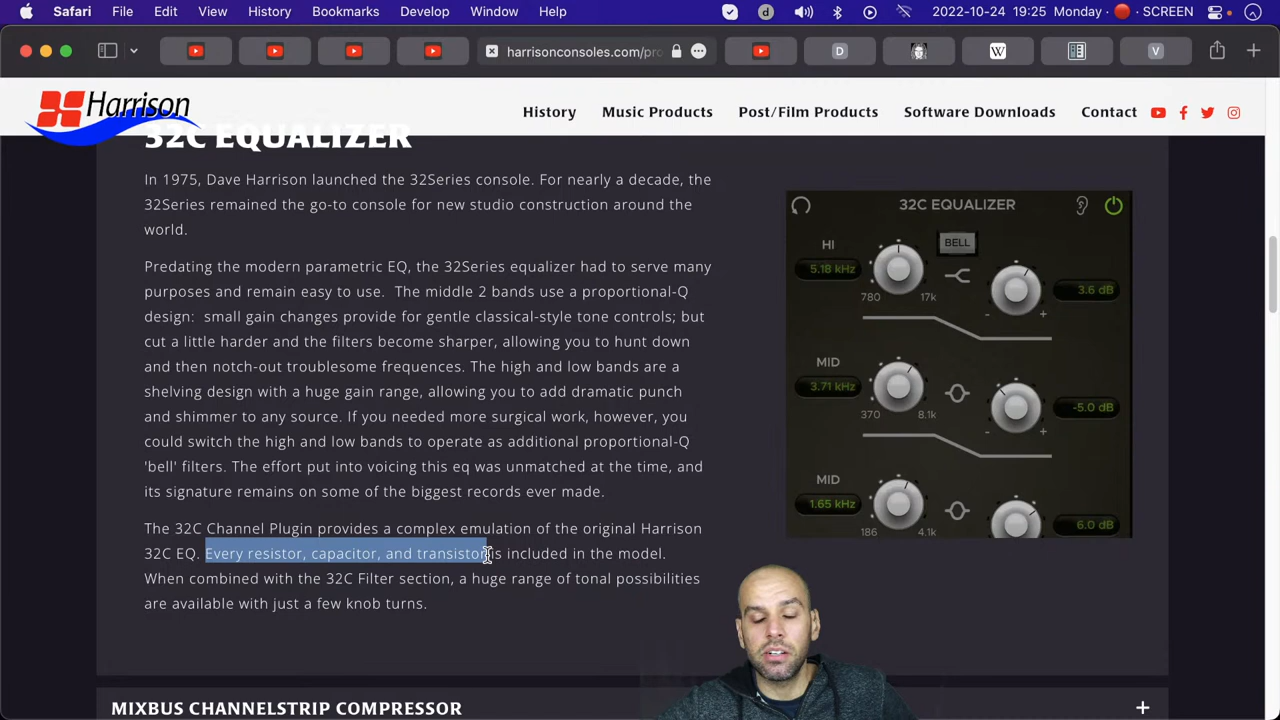 Safari File Edit View History Bookmarks Develop Window Help 2022-10-24 19:25 Monday SCREEN
harrisonconsoles.com/pro
Harrison History Music Products Post/Film Products Software Downloads Contact
32C EQUALIZER
In 1975, Dave Harrison launched the 32Series console. For nearly a decade, the
32Series remained the go-to console for new studio construction around the
world.
Predating the modern parametric EQ, the 32Series equalizer had to serve many
purposes and remain easy to use. The middle 2 bands use a proportional-Q
design: small gain changes provide for gentle classical-style tone controls; but
cut a little harder and the filters become sharper, allowing you to hunt down
and then notch-out troublesome frequences. The high and low bands are a
shelving design with a huge gain range, allowing you to add dramatic punch
and shimmer to any source. If you needed more surgical work, however, you
could switch the high and low bands to operate as additional proportional-Q
'bell' filters. The effort put into voicing this eq was unmatched at the time, and
its signature remains on some of the biggest records ever made.
The 32C Channel Plugin provides a complex emulation of the original Harrison
32C EQ. Every resistor, capacitor, and transistor is included in the model.
When combined with the 32C Filter section, a huge range of tonal possibilities
are available with just a few knob turns.
32C EQUALIZER
HI
BELL
5.18 kHz
3.6 dB
780 17k
- +
MID
3.71 kHz
-5.0 dB
370 8.1k
- +
MID
1.65 kHz
6.0 dB
186 4.1k
MIXBUS CHANNELSTRIP COMPRESSOR +